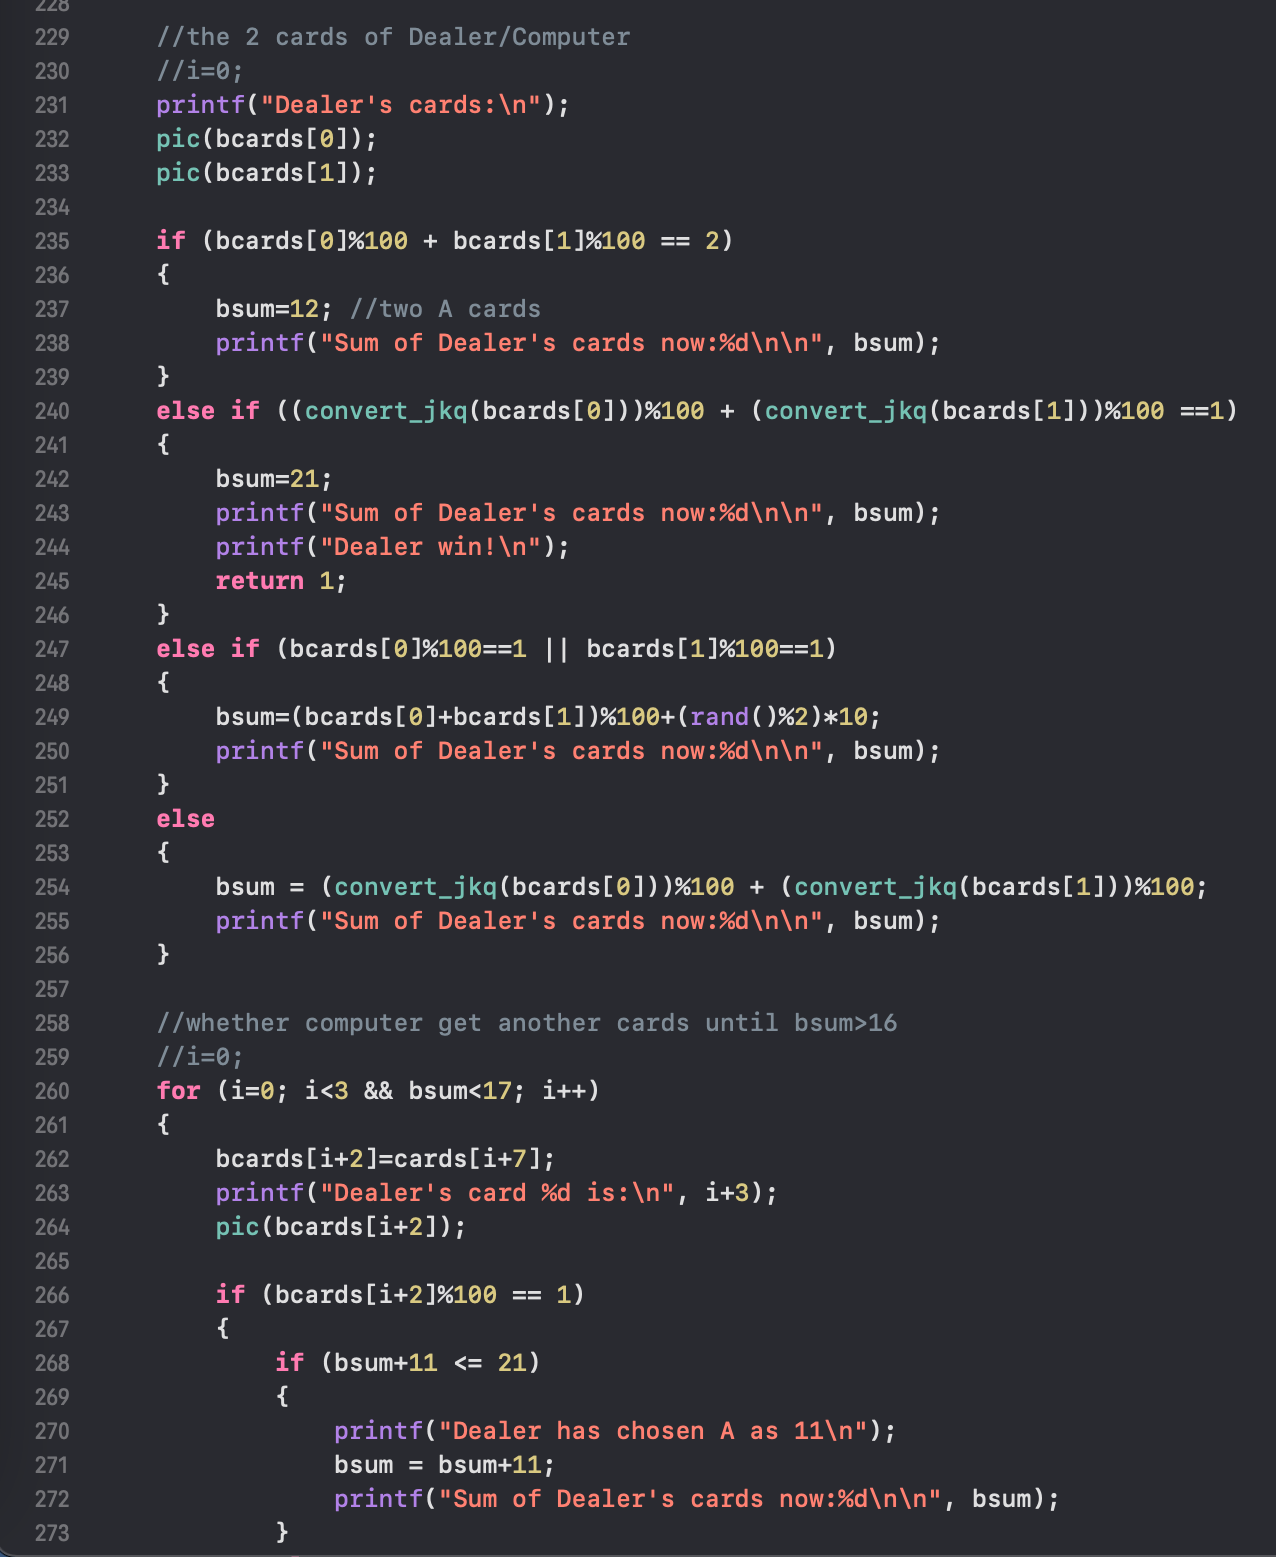 228
229 //the 2 cards of Dealer/Computer
230 //i=0;
231 printf("Dealer's cards:\n");
232 pic(bcards[0]);
233 pic(bcards[1]);
234
235 if (bcards[0]%100 + bcards[1]%100 == 2)
236 {
237 bsum=12; //two A cards
238 printf("Sum of Dealer's cards now:%d\n\n", bsum);
239 }
240 else if ((convert_jkq(bcards[0]))%100 + (convert_jkq(bcards[1]))%100 ==1)
241 {
242 bsum=21;
243 printf("Sum of Dealer's cards now:%d\n\n", bsum);
244 printf("Dealer win!\n");
245 return 1;
246 }
247 else if (bcards[0]%100==1 || bcards[1]%100==1)
248 {
249 bsum=(bcards[0]+bcards[1])%100+(rand()%2)*10;
250 printf("Sum of Dealer's cards now:%d\n\n", bsum);
251 }
252 else
253 {
254 bsum = (convert_jkq(bcards[0]))%100 + (convert_jkq(bcards[1]))%100;
255 printf("Sum of Dealer's cards now:%d\n\n", bsum);
256 }
257
258 //whether computer get another cards until bsum>16
259 //i=0;
260 for (i=0; i<3 && bsum<17; i++)
261 {
262 bcards[i+2]=cards[i+7];
263 printf("Dealer's card %d is:\n", i+3);
264 pic(bcards[i+2]);
265
266 if (bcards[i+2]%100 == 1)
267 {
268 if (bsum+11 <= 21)
269 {
270 printf("Dealer has chosen A as 11\n");
271 bsum = bsum+11;
272 printf("Sum of Dealer's cards now:%d\n\n", bsum);
273 }